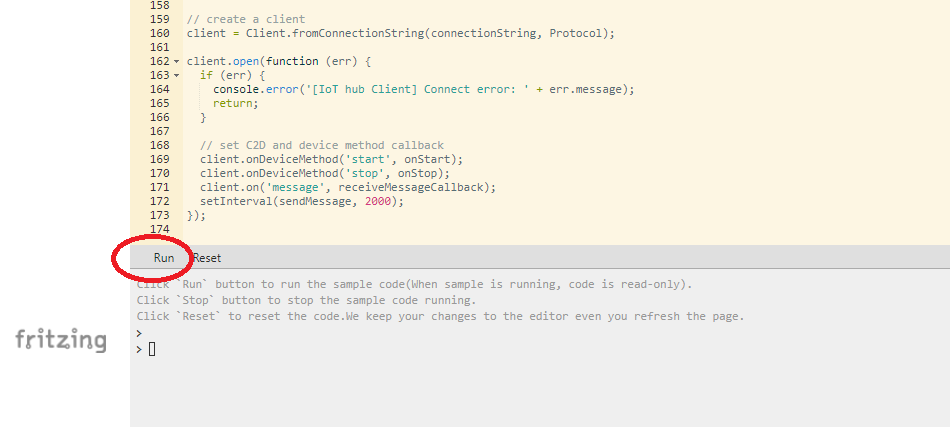 158
159 // create a client
160 client = Client.fromConnectionString(connectionString, Protocol);
161
162 client.open(function (err) {
163 if (err) {
164 console.error('[IoT hub Client] Connect error: ' + err.message);
165 return;
166 }
167
168 // set C2D and device method callback
169 client.onDeviceMethod('start', onStart);
170 client.onDeviceMethod('stop', onStop);
171 client.on('message', receiveMessageCallback);
172 setInterval(sendMessage, 2000);
173 });
174
Run Reset
Click `Run` button to run the sample code(When sample is running, code is read-only).
Click `Stop` button to stop the sample code running.
Click `Reset` to reset the code.We keep your changes to the editor even you refresh the page.
>
>
fritzing